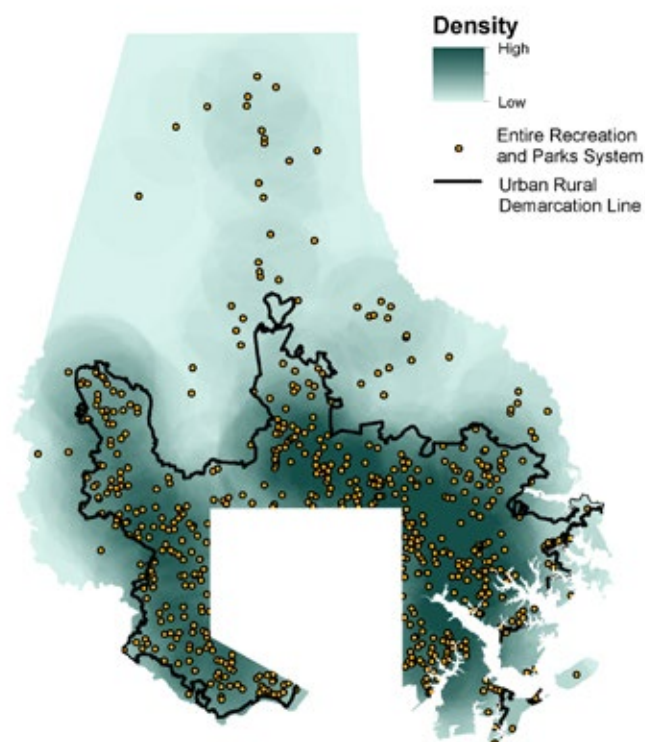 Density
High
Low
Entire Recreation
and Parks System
Urban Rural
Demarcation Line